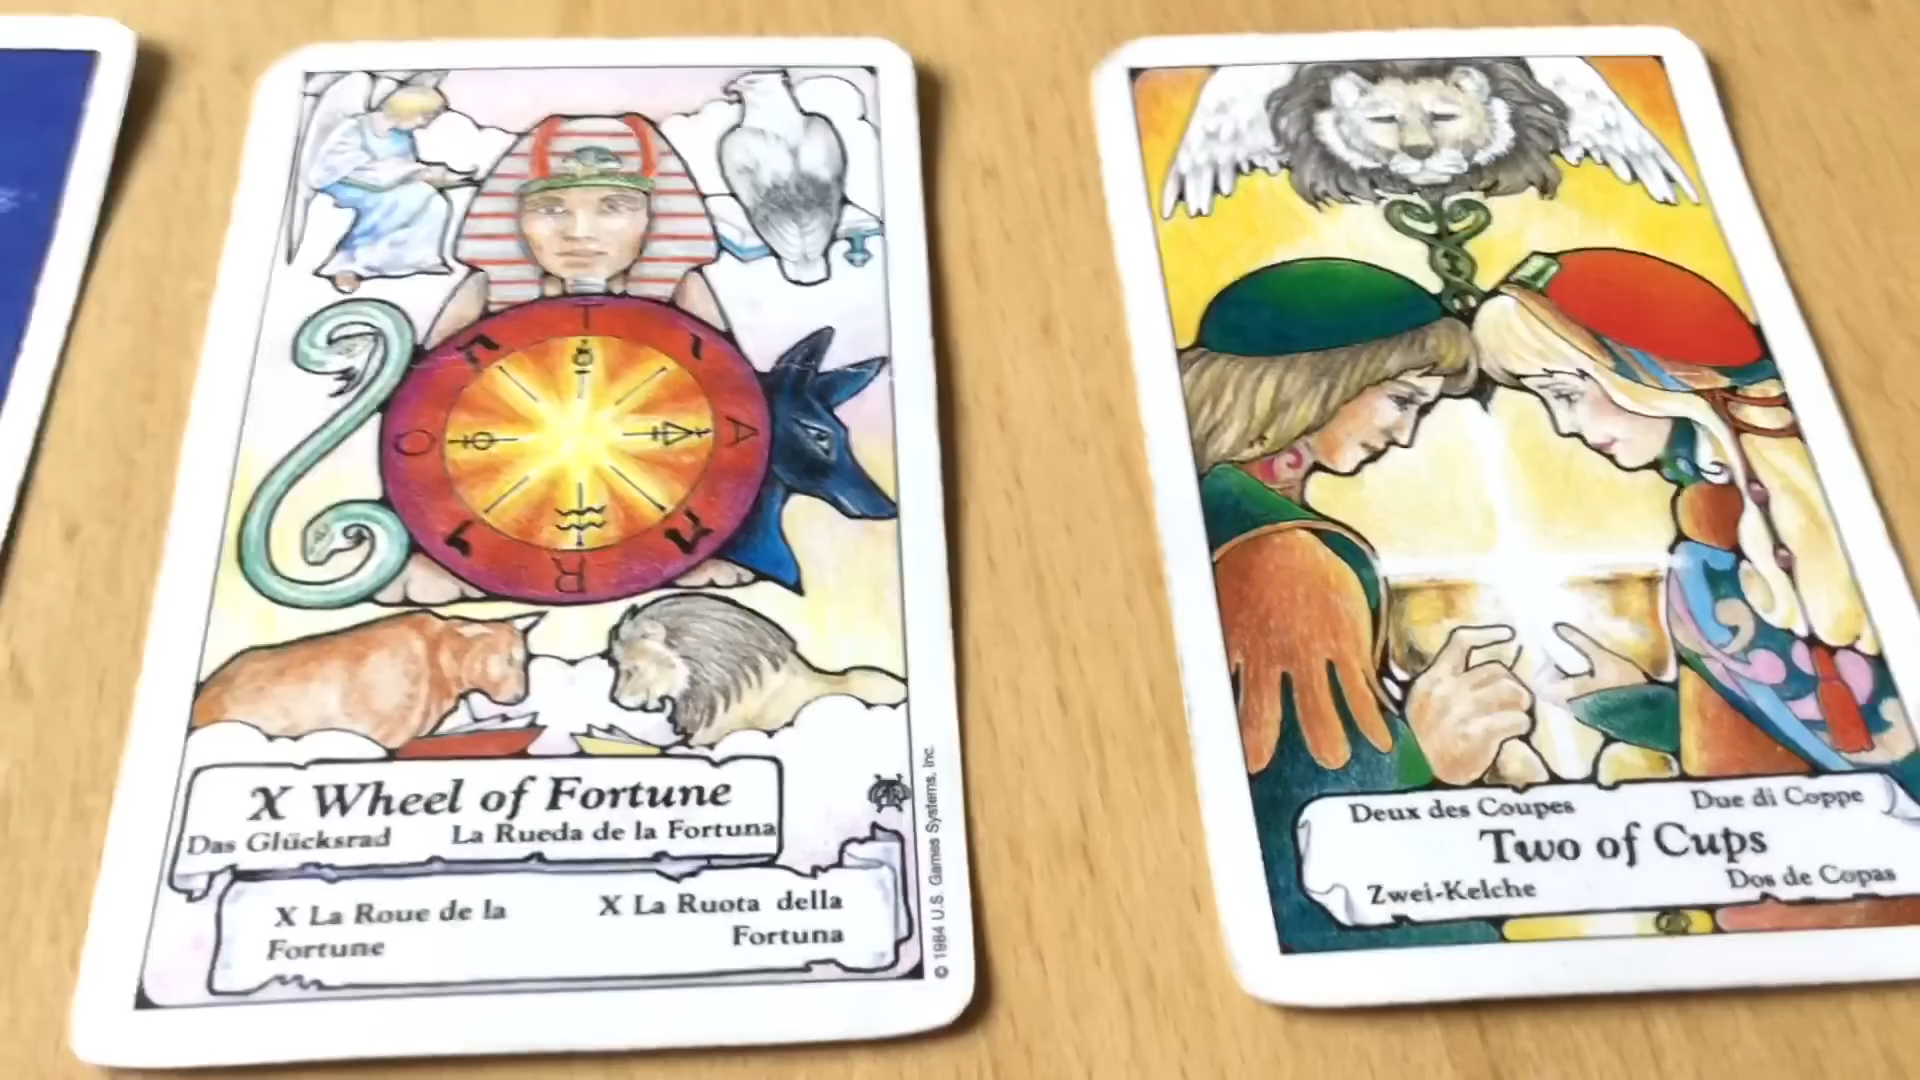 T
ה
ו
O
A
ל
ח
R
X Wheel of Fortune
Das Glücksrad La Rueda de la Fortuna
X La Roue de la
Fortune
X La Ruota della
Fortuna
© 1984 U.S. Games Systems, Inc.
Deux des Coupes Due di Coppe
Two of Cups
Zwei-Kelche Dos de Copas